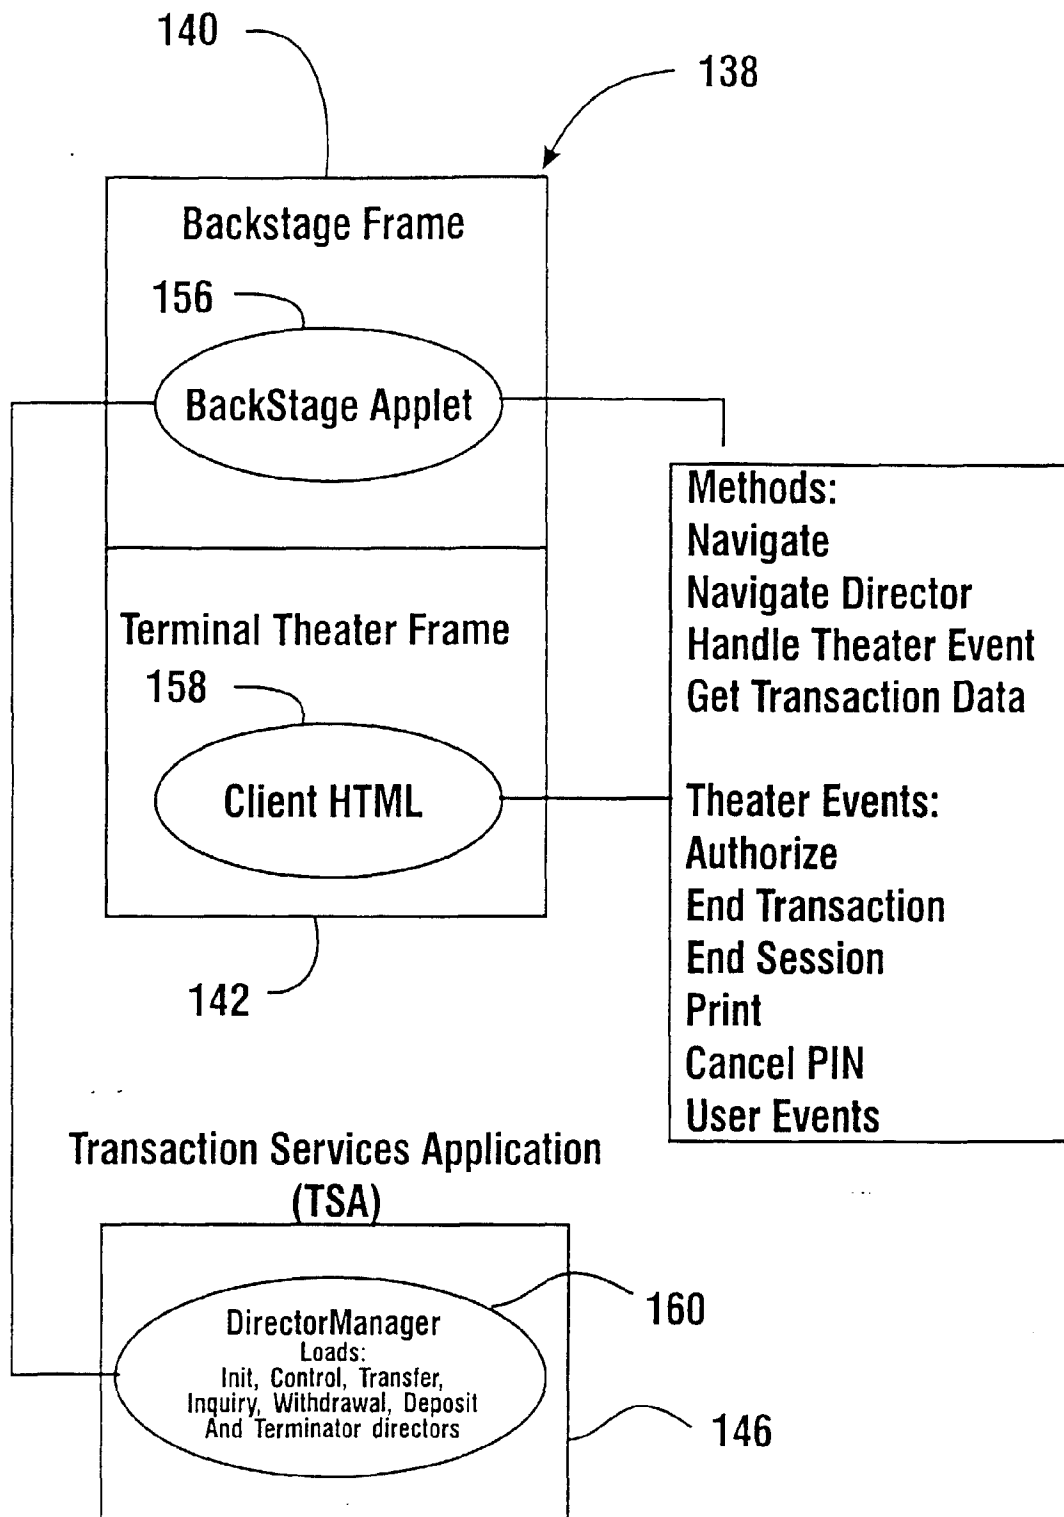 140
138
Backstage Frame
156
BackStage Applet
Methods:
Navigate
Navigate Director
Handle Theater Event
Get Transaction Data
Theater Events:
Authorize
End Transaction
End Session
Print
Cancel PIN
User Events
Terminal Theater Frame
158
Client HTML
142
Transaction Services Application
(TSA)
160
DirectorManager
Loads:
Init, Control, Transfer,
Inquiry, Withdrawal, Deposit
And Terminator directors
146